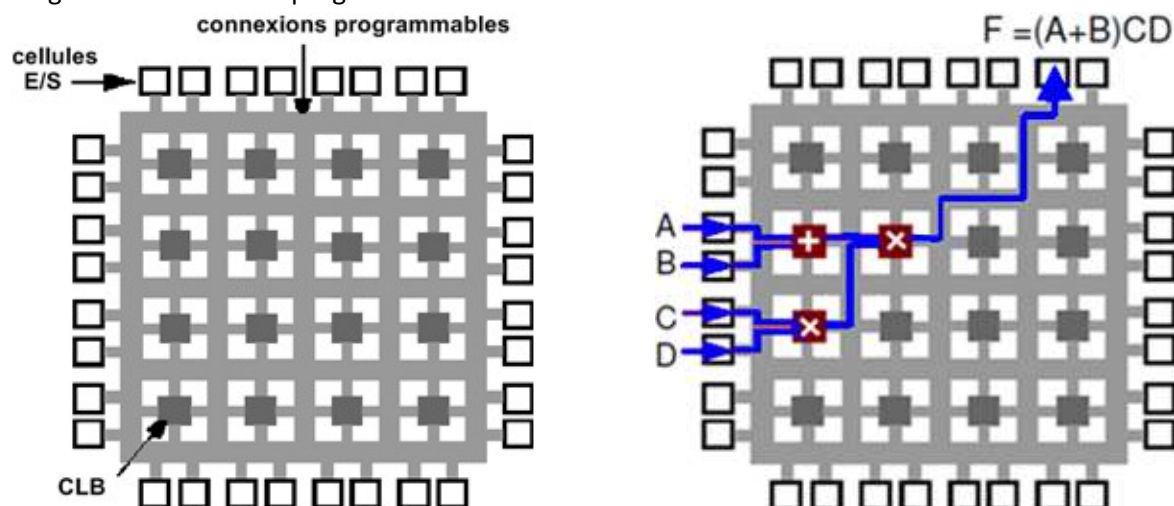 connexions programmables
cellules
E/S
CLB
F =(A+B)CD
A
B
C
D
+
×
×